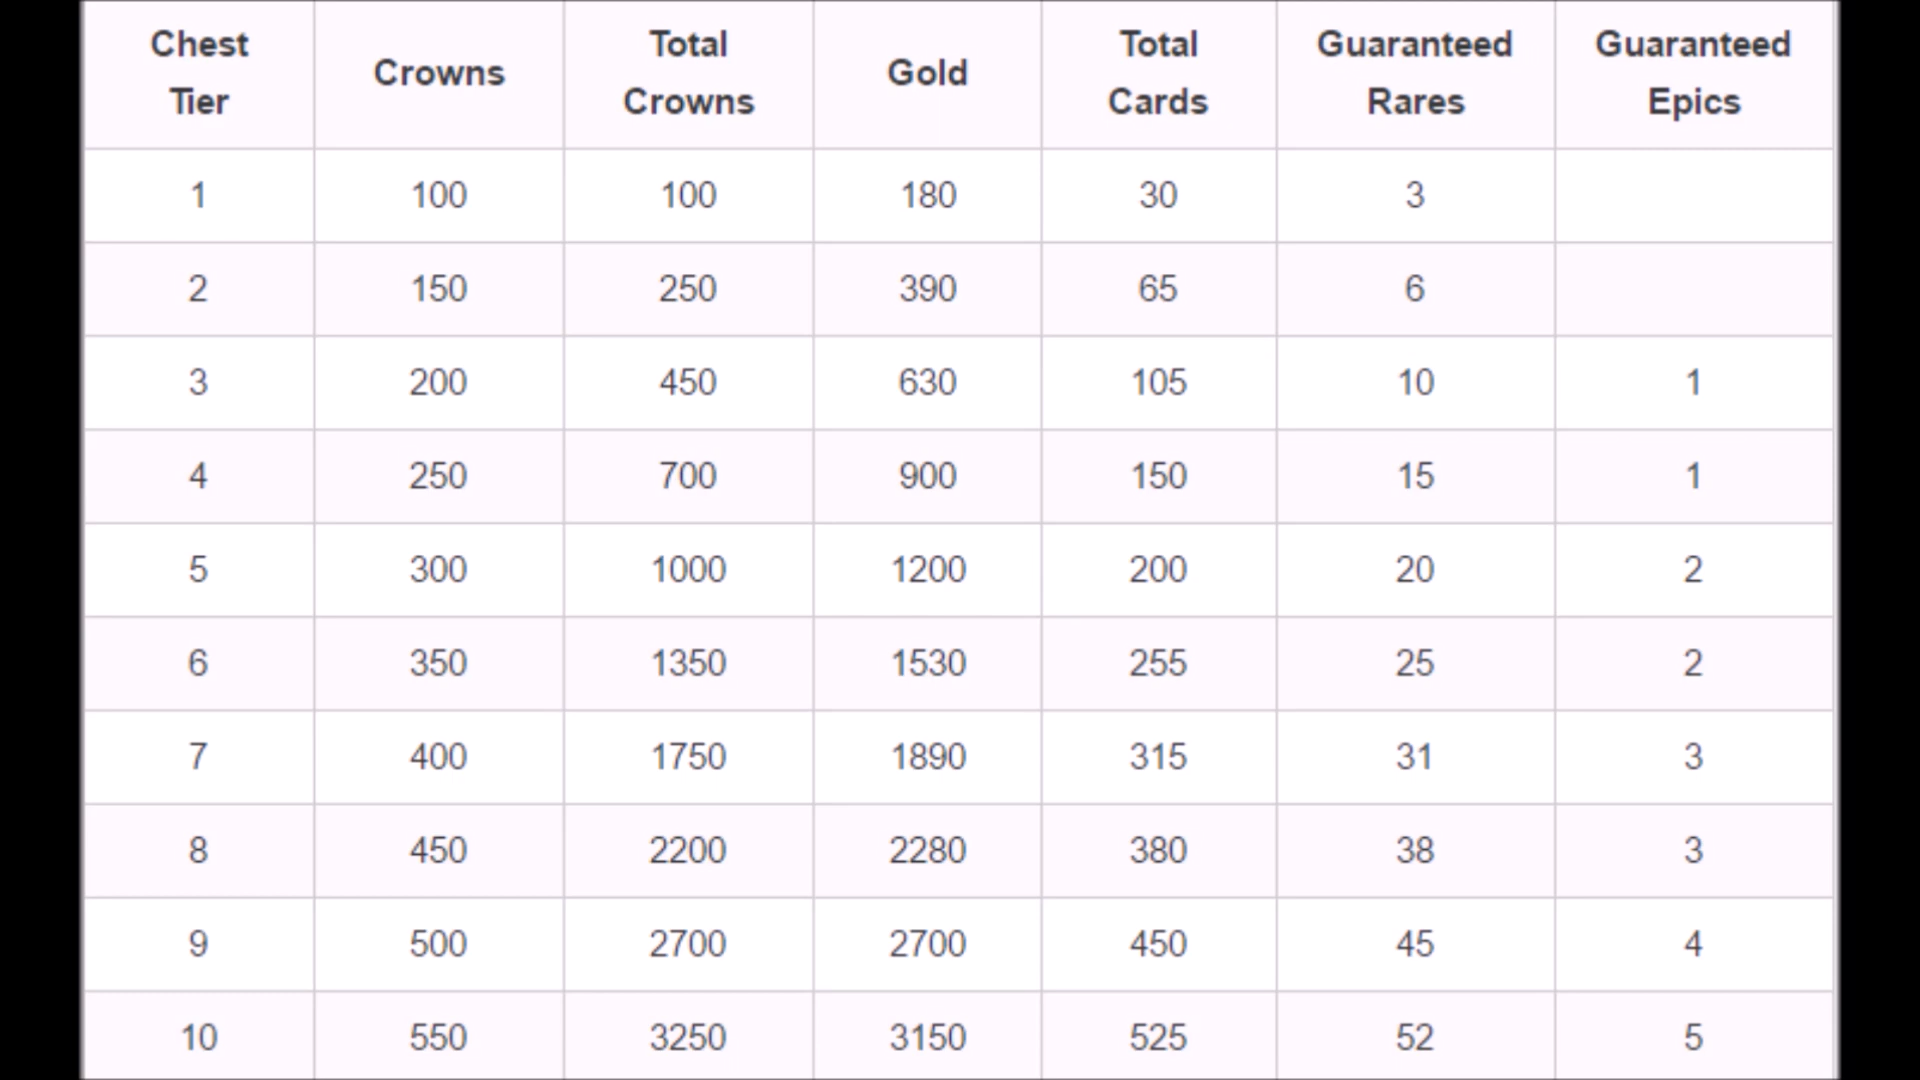 Chest Tier Crowns Total Crowns Gold Total Cards Guaranteed Rares Guaranteed Epics
1 100 100 180 30 3
2 150 250 390 65 6
3 200 450 630 105 10 1
4 250 700 900 150 15 1
5 300 1000 1200 200 20 2
6 350 1350 1530 255 25 2
7 400 1750 1890 315 31 3
8 450 2200 2280 380 38 3
9 500 2700 2700 450 45 4
10 550 3250 3150 525 52 5